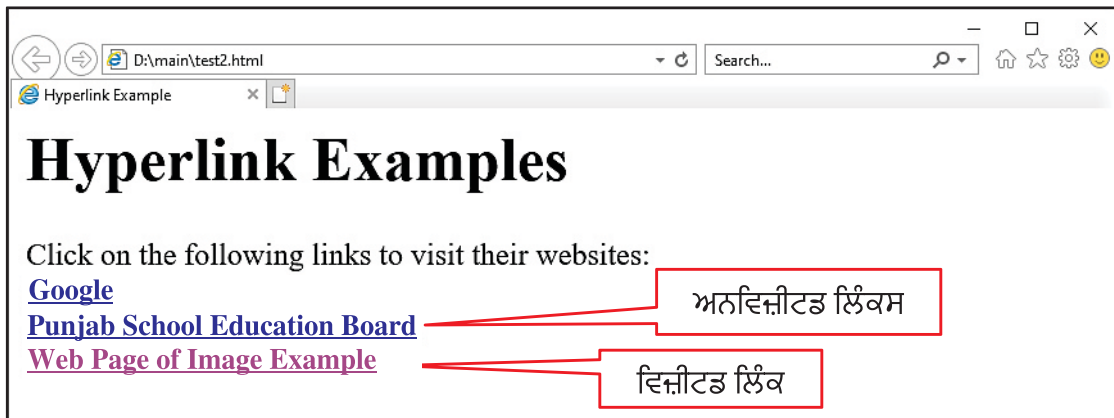 D:\main\test2.html
Search...
Hyperlink Example
Hyperlink Examples
Click on the following links to visit their websites:
Google
Punjab School Education Board
ਅਨਵਿਜ਼ੀਟਡ ਲਿੰਕਸ
Web Page of Image Example
ਵਿਜ਼ੀਟਡ ਲਿੰਕ